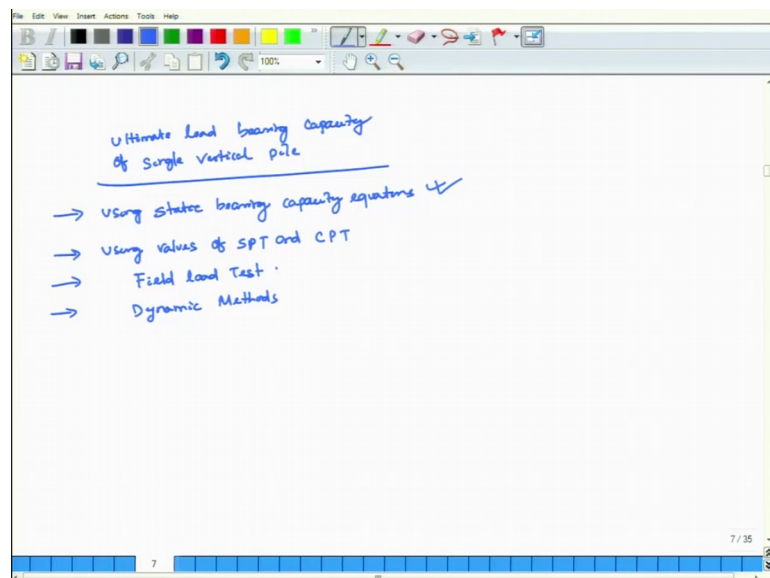 File Edit View Insert Actions Tools Help
B I
100%
Ultimate load bearing capacity
of single vertical pile
→ Using static bearing capacity equations
→ Using values of SPT and CPT
→ Field load Test.
→ Dynamic Methods
7 / 35
7